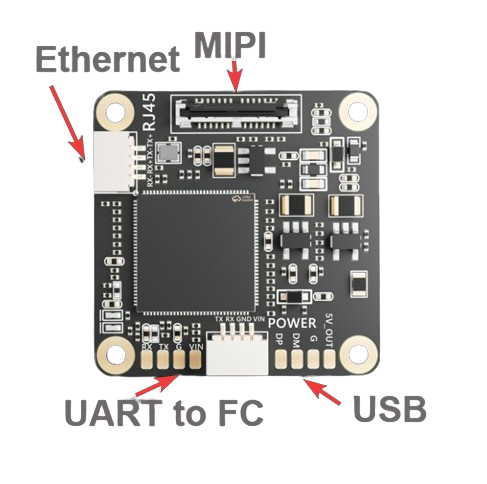 MIPI
Ethernet
RJ45
RX- RX+ TX- TX+
TX RX GND VIN
POWER
RX TX G VIN
DP DM G 5V_OUT
UART to FC
USB